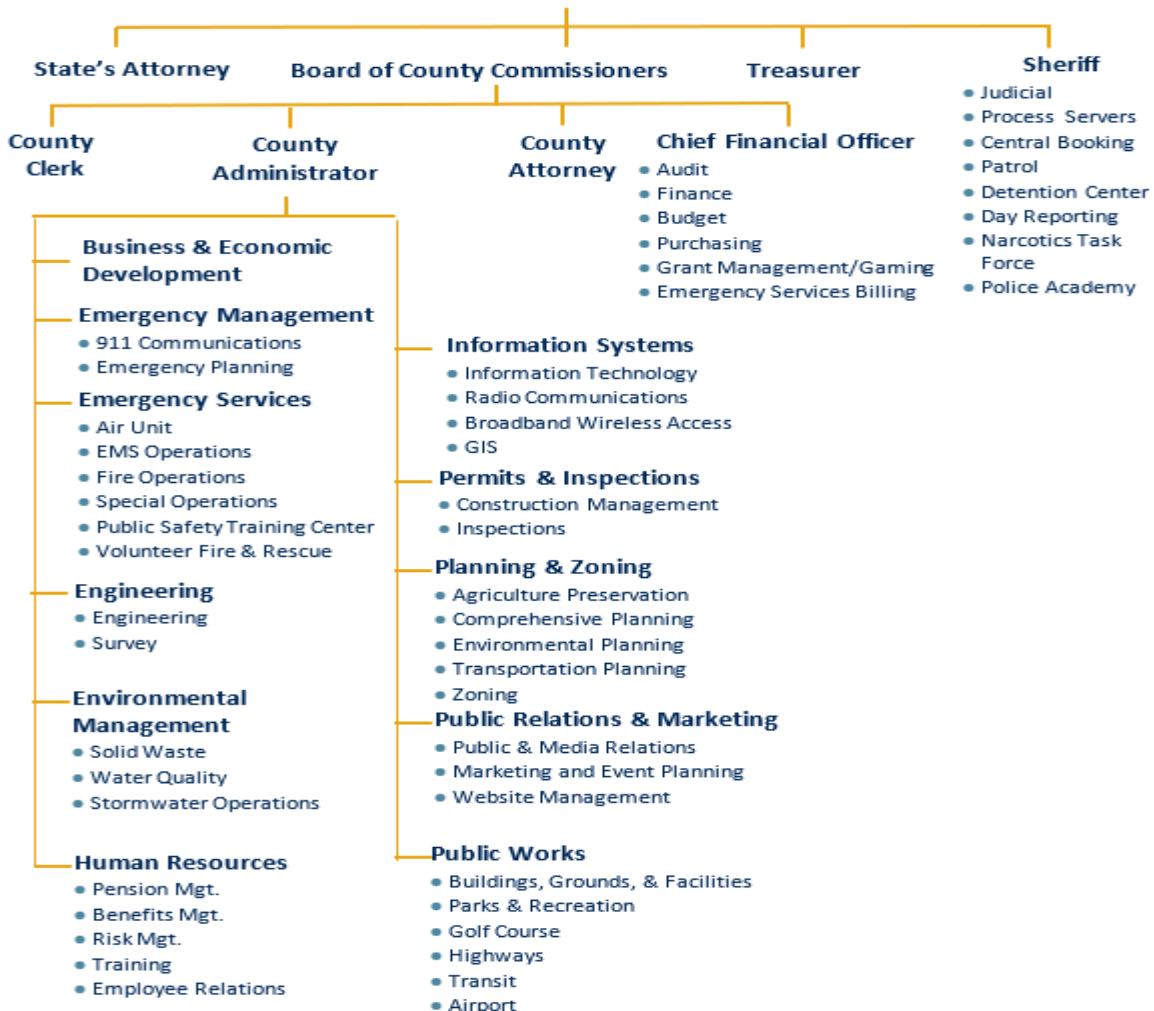 State's Attorney
Board of County Commissioners
Treasurer
Sheriff
• Judicial
• Process Servers
• Central Booking
• Patrol
• Detention Center
• Day Reporting
• Narcotics Task
Force
• Police Academy
County
Clerk
County
Administrator
County
Attorney
Chief Financial Officer
• Audit
• Finance
• Budget
• Purchasing
• Grant Management/Gaming
• Emergency Services Billing
Business & Economic
Development
Emergency Management
• 911 Communications
• Emergency Planning
Emergency Services
• Air Unit
• EMS Operations
• Fire Operations
• Special Operations
• Public Safety Training Center
• Volunteer Fire & Rescue
Engineering
• Engineering
• Survey
Environmental
Management
• Solid Waste
• Water Quality
• Stormwater Operations
Human Resources
• Pension Mgt.
• Benefits Mgt.
• Risk Mgt.
• Training
• Employee Relations
Information Systems
• Information Technology
• Radio Communications
• Broadband Wireless Access
• GIS
Permits & Inspections
• Construction Management
• Inspections
Planning & Zoning
• Agriculture Preservation
• Comprehensive Planning
• Environmental Planning
• Transportation Planning
• Zoning
Public Relations & Marketing
• Public & Media Relations
• Marketing and Event Planning
• Website Management
Public Works
• Buildings, Grounds, & Facilities
• Parks & Recreation
• Golf Course
• Highways
• Transit
• Airport